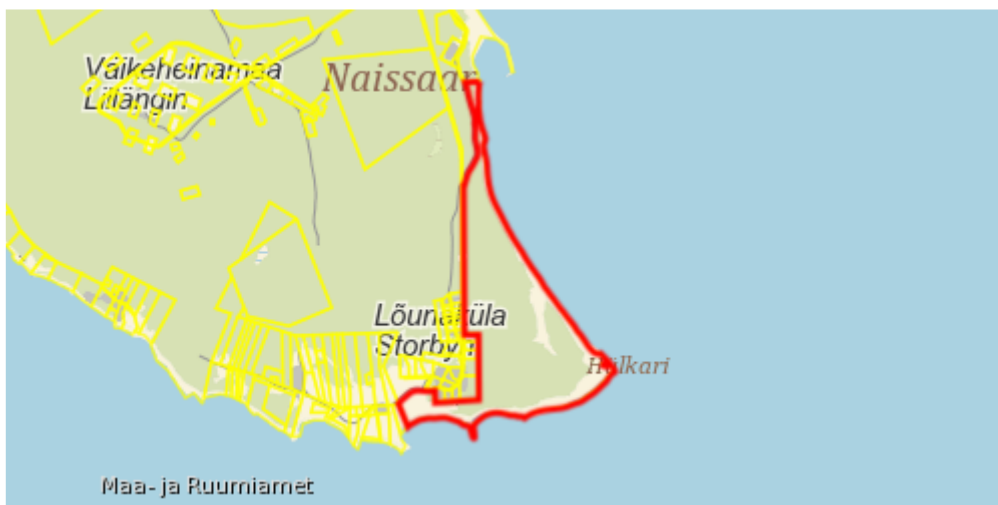 Väikeheinamaa
Lillängin
Naissaar
Lõunaküla
Storbyn
Hülkari
Maa- ja Ruumiamet